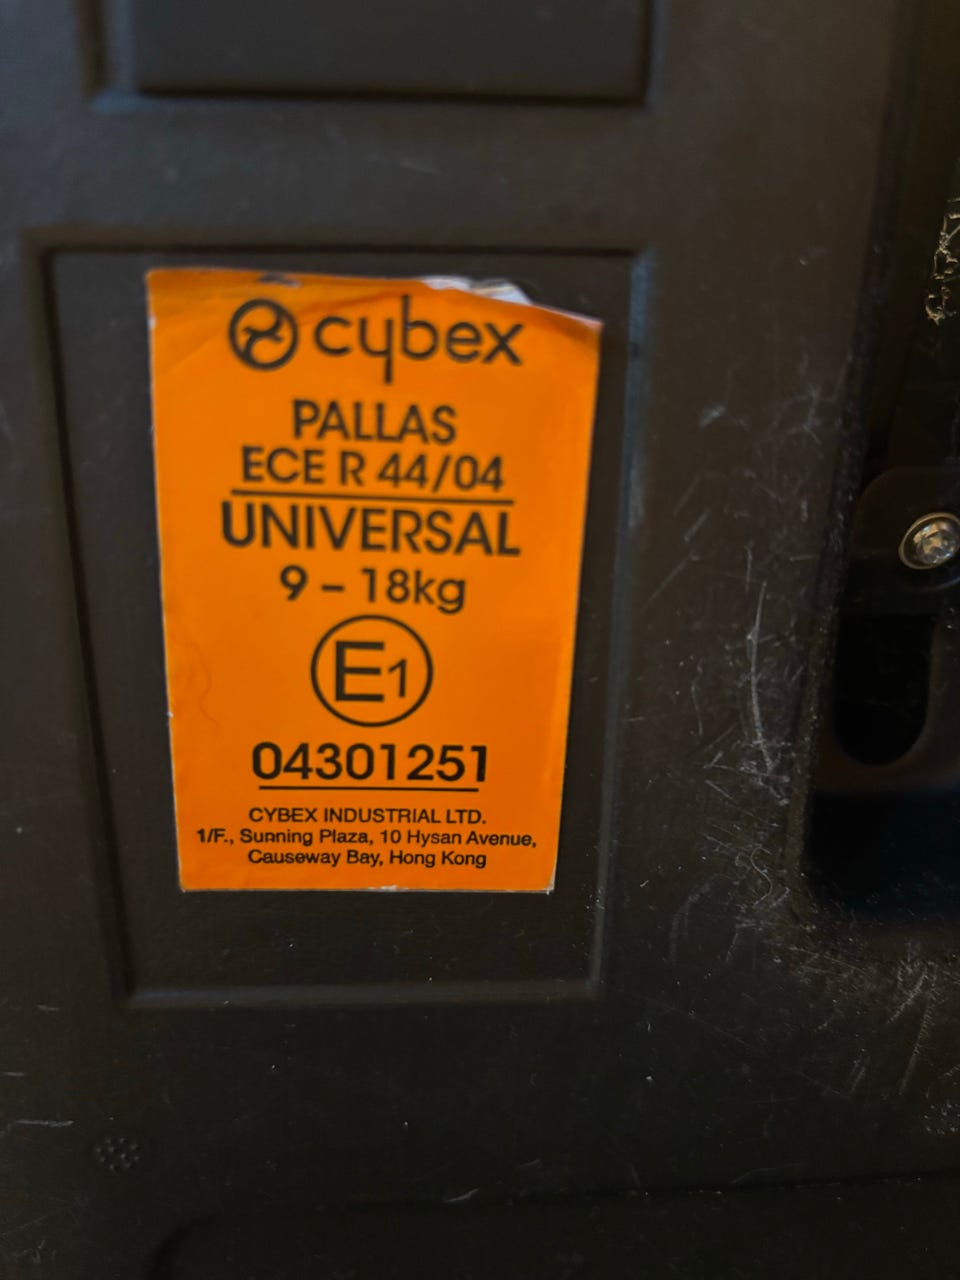 cybex
PALLAS
ECE R 44/04
UNIVERSAL
9 – 18kg
E1
04301251
CYBEX INDUSTRIAL LTD.
1/F., Sunning Plaza, 10 Hysan Avenue,
Causeway Bay, Hong Kong